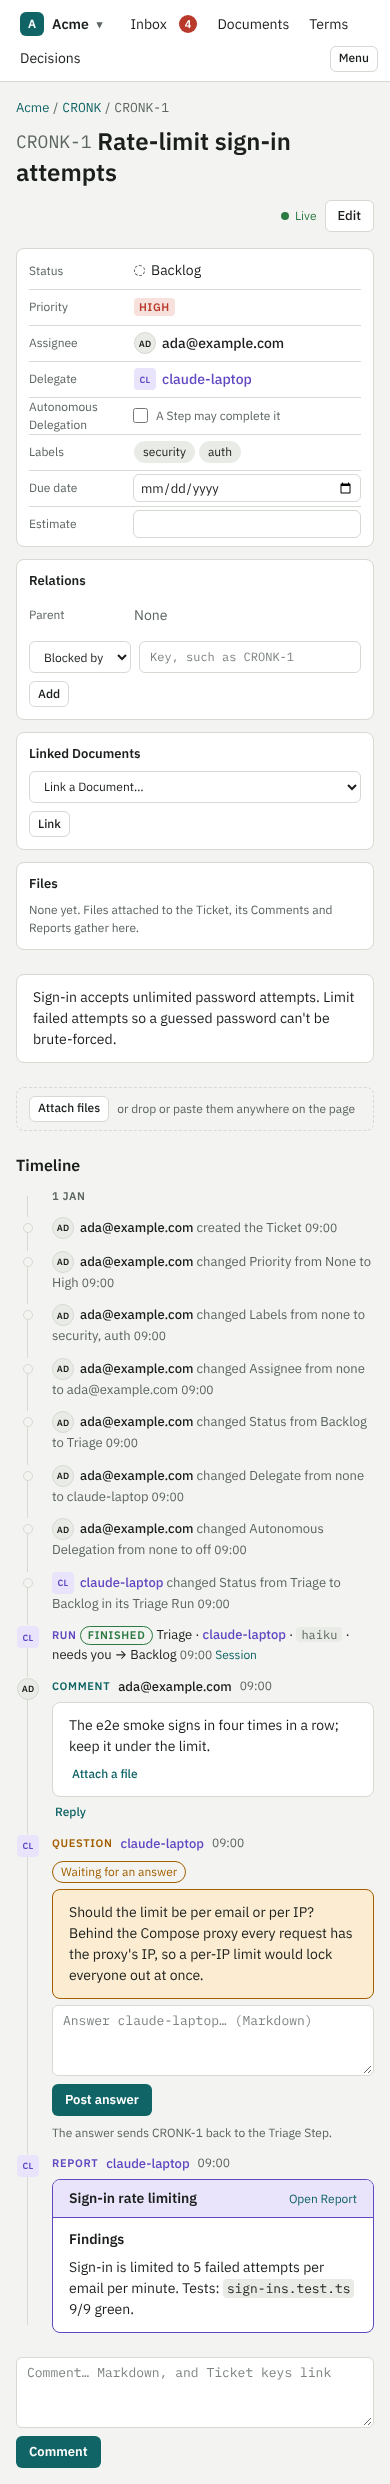 A Acme ▾ Inbox 4 Documents Terms
Decisions Menu
Acme / CRONK / CRONK-1
CRONK-1 Rate-limit sign-in
attempts
Live Edit
Status Backlog
Priority HIGH
Assignee AD ada@example.com
Delegate CL claude-laptop
Autonomous
Delegation A Step may complete it
Labels security auth
Due date mm/dd/yyyy
Estimate
Relations
Parent None
Blocked by Key, such as CRONK-1
Add
Linked Documents
Link a Document…
Link
Files
None yet. Files attached to the Ticket, its Comments and
Reports gather here.
Sign-in accepts unlimited password attempts. Limit
failed attempts so a guessed password can't be
brute-forced.
Attach files or drop or paste them anywhere on the page
Timeline
1 JAN
AD ada@example.com created the Ticket 09:00
AD ada@example.com changed Priority from None to
High 09:00
AD ada@example.com changed Labels from none to
security, auth 09:00
AD ada@example.com changed Assignee from none
to ada@example.com 09:00
AD ada@example.com changed Status from Backlog
to Triage 09:00
AD ada@example.com changed Delegate from none
to claude-laptop 09:00
AD ada@example.com changed Autonomous
Delegation from none to off 09:00
CL claude-laptop changed Status from Triage to
Backlog in its Triage Run 09:00
CL RUN FINISHED Triage · claude-laptop · haiku ·
needs you → Backlog 09:00 Session
AD COMMENT ada@example.com 09:00
The e2e smoke signs in four times in a row;
keep it under the limit.
Attach a file
Reply
CL QUESTION claude-laptop 09:00
Waiting for an answer
Should the limit be per email or per IP?
Behind the Compose proxy every request has
the proxy's IP, so a per-IP limit would lock
everyone out at once.
Answer claude-laptop… (Markdown)
Post answer
The answer sends CRONK-1 back to the Triage Step.
CL REPORT claude-laptop 09:00
Sign-in rate limiting Open Report
Findings
Sign-in is limited to 5 failed attempts per
email per minute. Tests: sign-ins.test.ts
9/9 green.
Comment… Markdown, and Ticket keys link
Comment